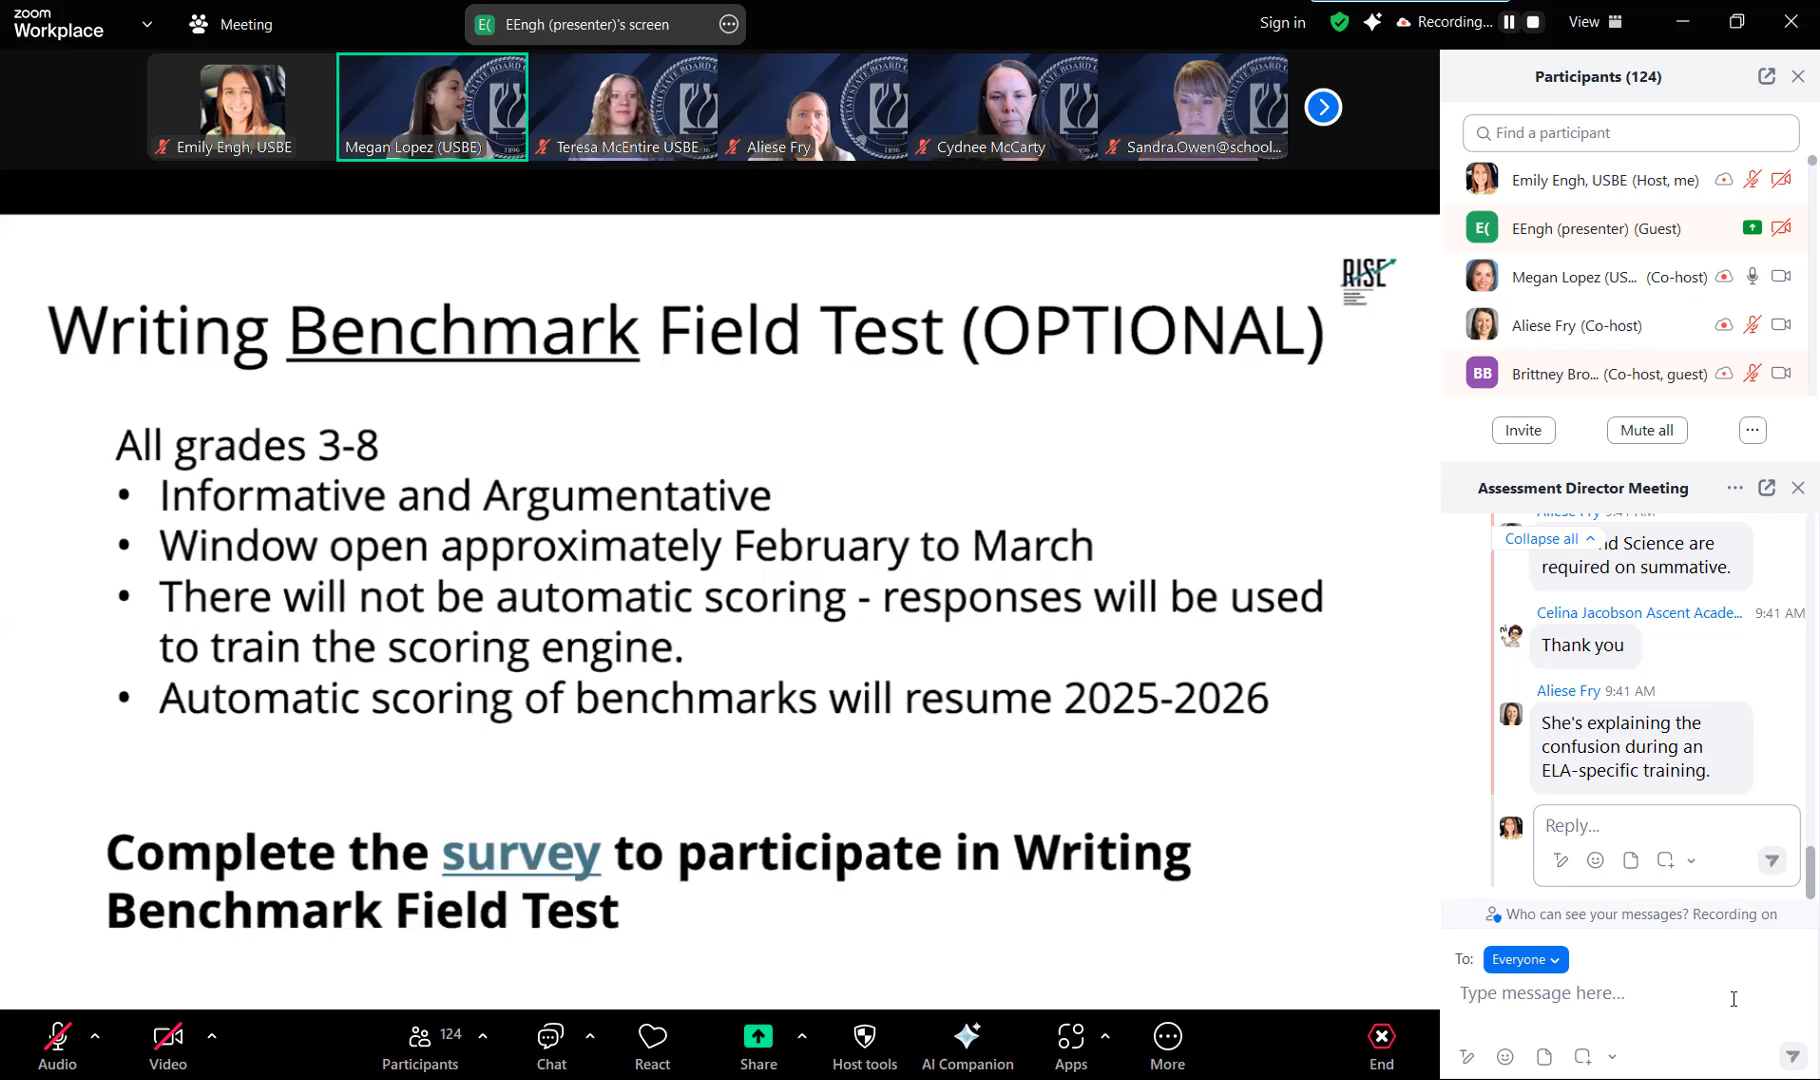 zoom
Workplace
Meeting
E( EEngh (presenter)'s screen
Sign in
Recording...
View
Emily Engh, USBE
Megan Lopez (USBE)
Teresa McEntire USBE
Aliese Fry
Cydnee McCarty
Sandra.Owen@school...
RISE
Writing Benchmark Field Test (OPTIONAL)
All grades 3-8
• Informative and Argumentative
• Window open approximately February to March
• There will not be automatic scoring - responses will be used
to train the scoring engine.
• Automatic scoring of benchmarks will resume 2025-2026
Complete the survey to participate in Writing
Benchmark Field Test
Participants (124)
Find a participant
Emily Engh, USBE (Host, me)
E( EEngh (presenter) (Guest)
Megan Lopez (US... (Co-host)
Aliese Fry (Co-host)
BB Brittney Bro... (Co-host, guest)
Invite
Mute all
Assessment Director Meeting
Aliese Fry 9:41 AM
Collapse all
nd Science are
required on summative.
Celina Jacobson Ascent Acade... 9:41 AM
Thank you
Aliese Fry 9:41 AM
She's explaining the
confusion during an
ELA-specific training.
Reply...
Who can see your messages? Recording on
To: Everyone
Type message here...
Audio
Video
Participants
124
Chat
React
Share
Host tools
AI Companion
Apps
More
End